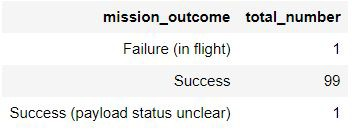 mission_outcome total_number
Failure (in flight) 1
Success 99
Success (payload status unclear) 1